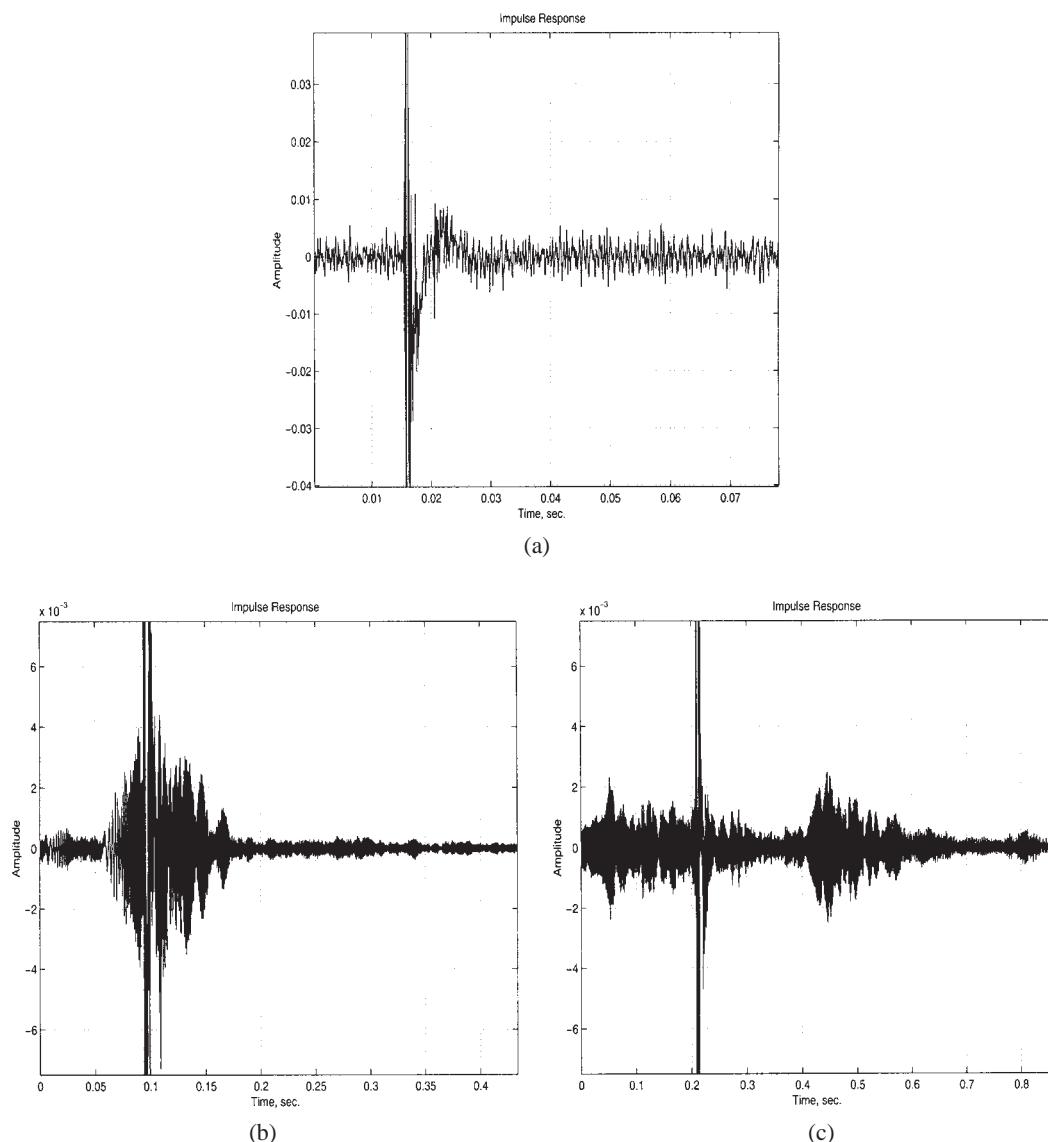 Impulse Response
0.03
0.02
0.01
0
−0.01
−0.02
−0.03
−0.04
Amplitude
0.01 0.02 0.03 0.04 0.05 0.06 0.07
Time, sec.
(a)
x 10⁻³
Impulse Response
6
4
2
0
−2
−4
−6
Amplitude
0 0.05 0.1 0.15 0.2 0.25 0.3 0.35 0.4
Time, sec.
(b)
x 10⁻³
Impulse Response
6
4
2
0
−2
−4
−6
Amplitude
0 0.1 0.2 0.3 0.4 0.5 0.6 0.7 0.8
Time, sec.
(c)